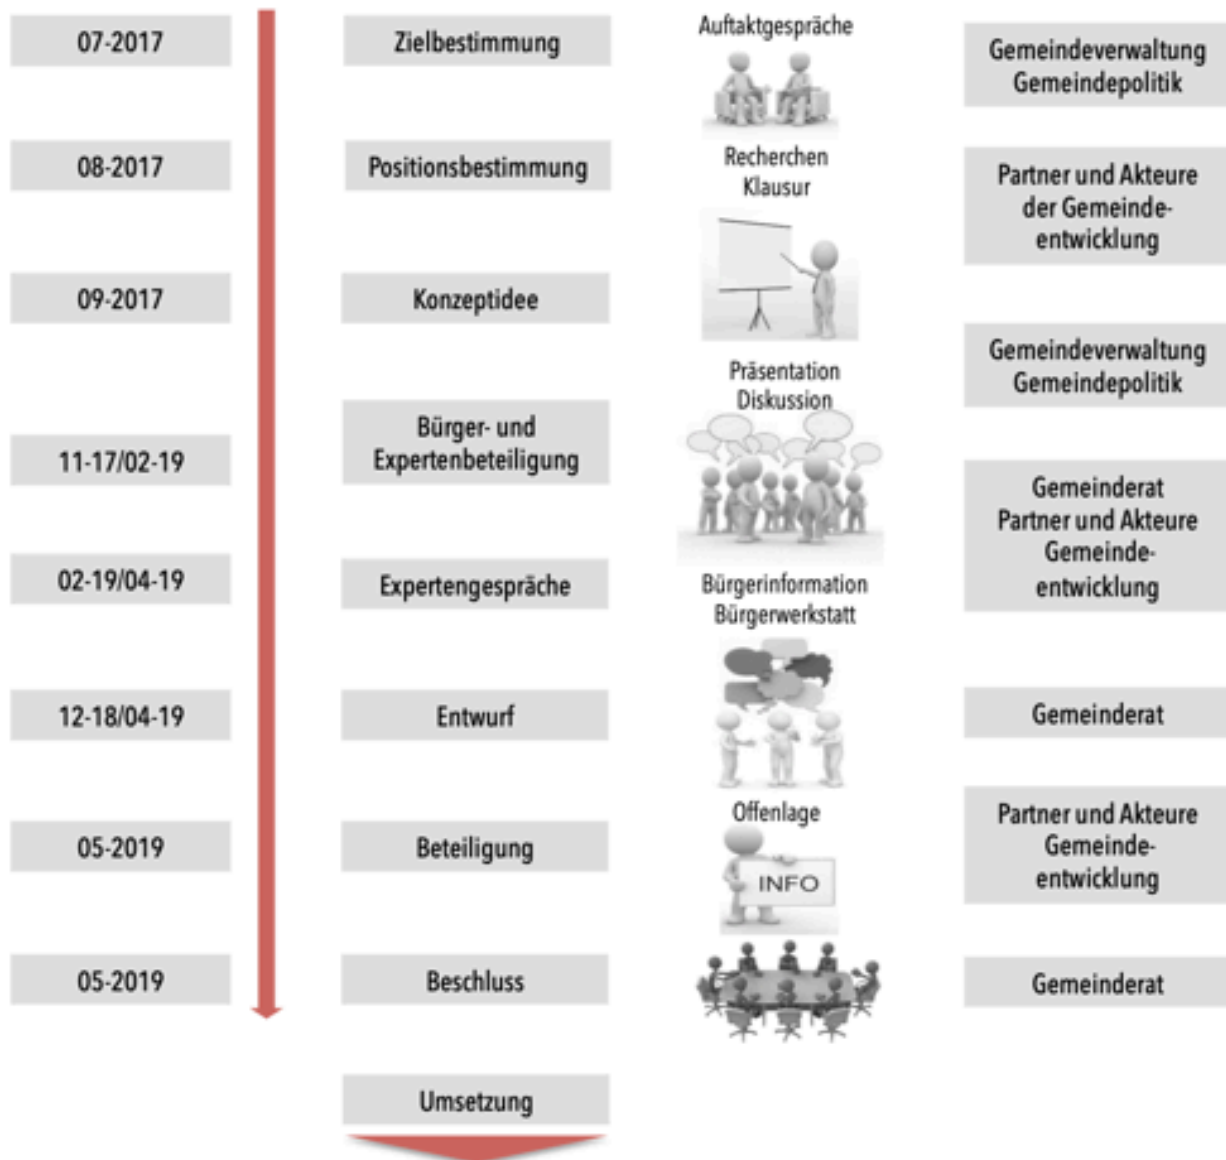 07-2017
Zielbestimmung
Auftaktgespräche
Gemeindeverwaltung
Gemeindepolitik
08-2017
Positionsbestimmung
Recherchen
Klausur
Partner und Akteure
der Gemeinde-
entwicklung
09-2017
Konzeptidee
Präsentation
Diskussion
Gemeindeverwaltung
Gemeindepolitik
11-17/02-19
Bürger- und
Expertenbeteiligung
Gemeinderat
Partner und Akteure
Gemeinde-
entwicklung
02-19/04-19
Expertengespräche
Bürgerinformation
Bürgerwerkstatt
12-18/04-19
Entwurf
Gemeinderat
05-2019
Beteiligung
Offenlage
INFO
Partner und Akteure
Gemeinde-
entwicklung
05-2019
Beschluss
Gemeinderat
Umsetzung